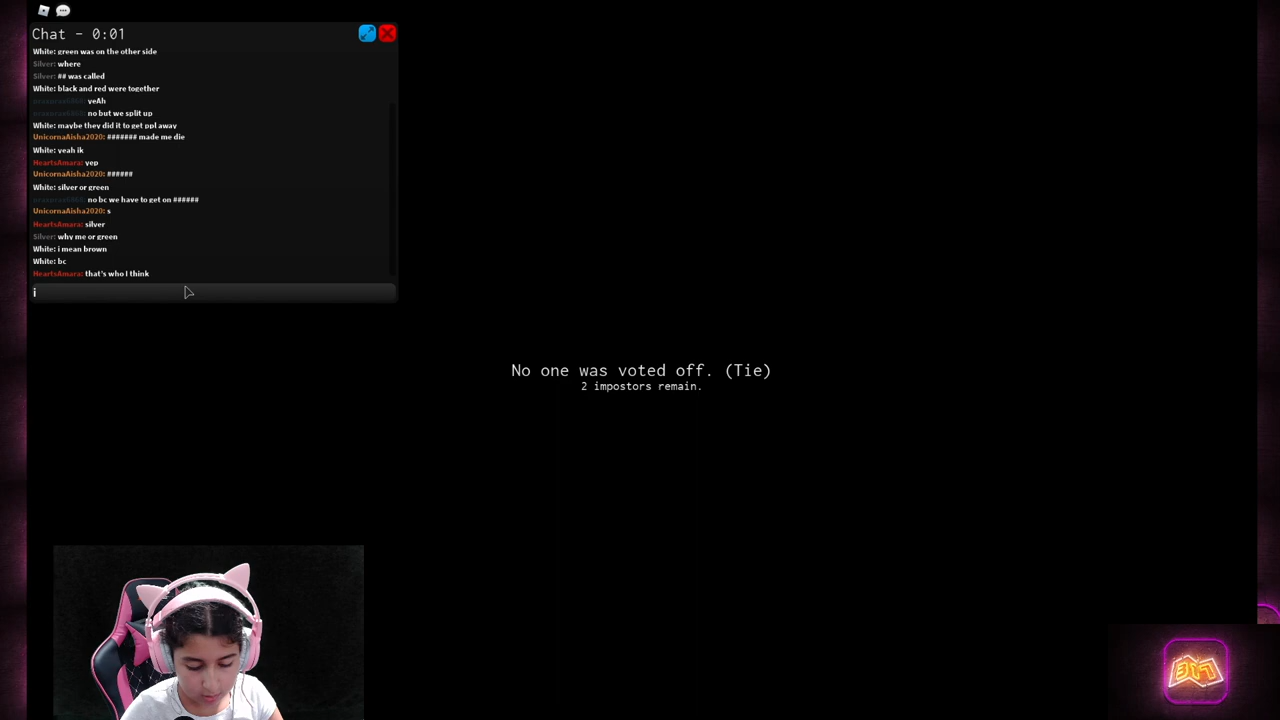 Chat - 0:01
White: green was on the other side
Silver: where
Silver: ## was called
White: black and red were together
yeAh
no but we split up
White: maybe they did it to get ppl away
UnicornaAisha2020: ####### made me die
White: yeah ik
HeartsAmara: yep
UnicornaAisha2020: ######
White: silver or green
no bc we have to get on ######
UnicornaAisha2020: s
HeartsAmara: silver
Silver: why me or green
White: i mean brown
White: bc
HeartsAmara: that's who I think
i
No one was voted off. (Tie)
2 impostors remain.